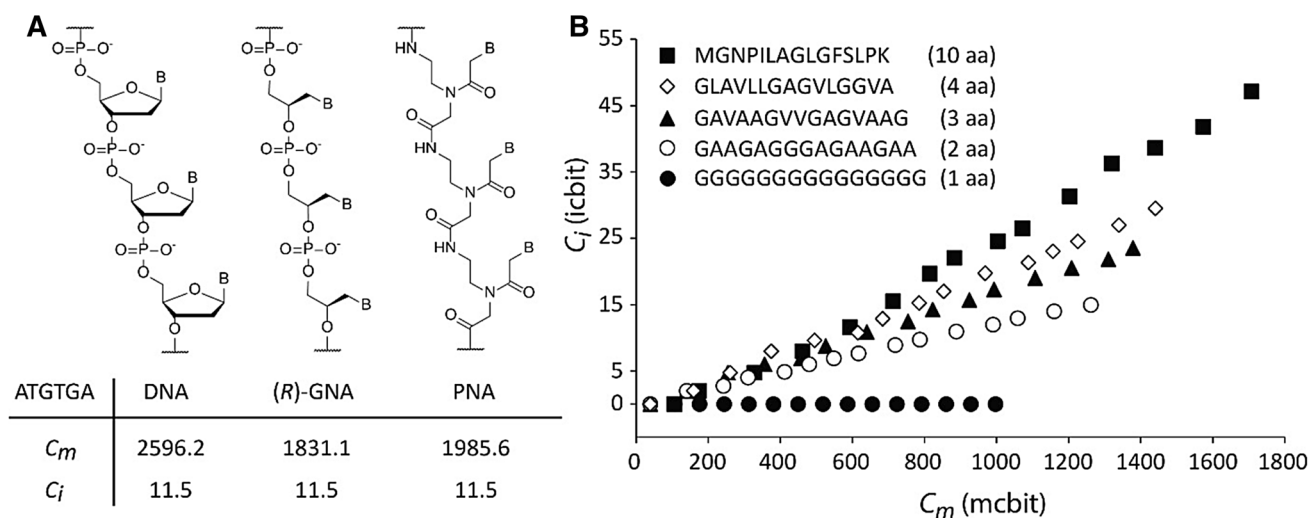 A
O=P–O⁻ O=P–O⁻ HN B
O O N O
O B B O
O O HN
O=P–O⁻ O=P–O⁻ B
O B O N O
O O O
O B HN
O=P–O⁻ O=P–O⁻ B
O B O N O
O B O
O O
ATGTGA DNA (R)-GNA PNA
Cm 2596.2 1831.1 1985.6
Ci 11.5 11.5 11.5
B
MGNPILAGLGFSLPK (10 aa)
GLAVLLGAGVLGGVA (4 aa)
GAVAAGVVGAGVAAG (3 aa)
GAAGAGGGAGAAGAA (2 aa)
GGGGGGGGGGGGGGG (1 aa)
Ci (icbit)
55
45
35
25
15
5
0
0 200 400 600 800 1000 1200 1400 1600 1800
Cm (mcbit)